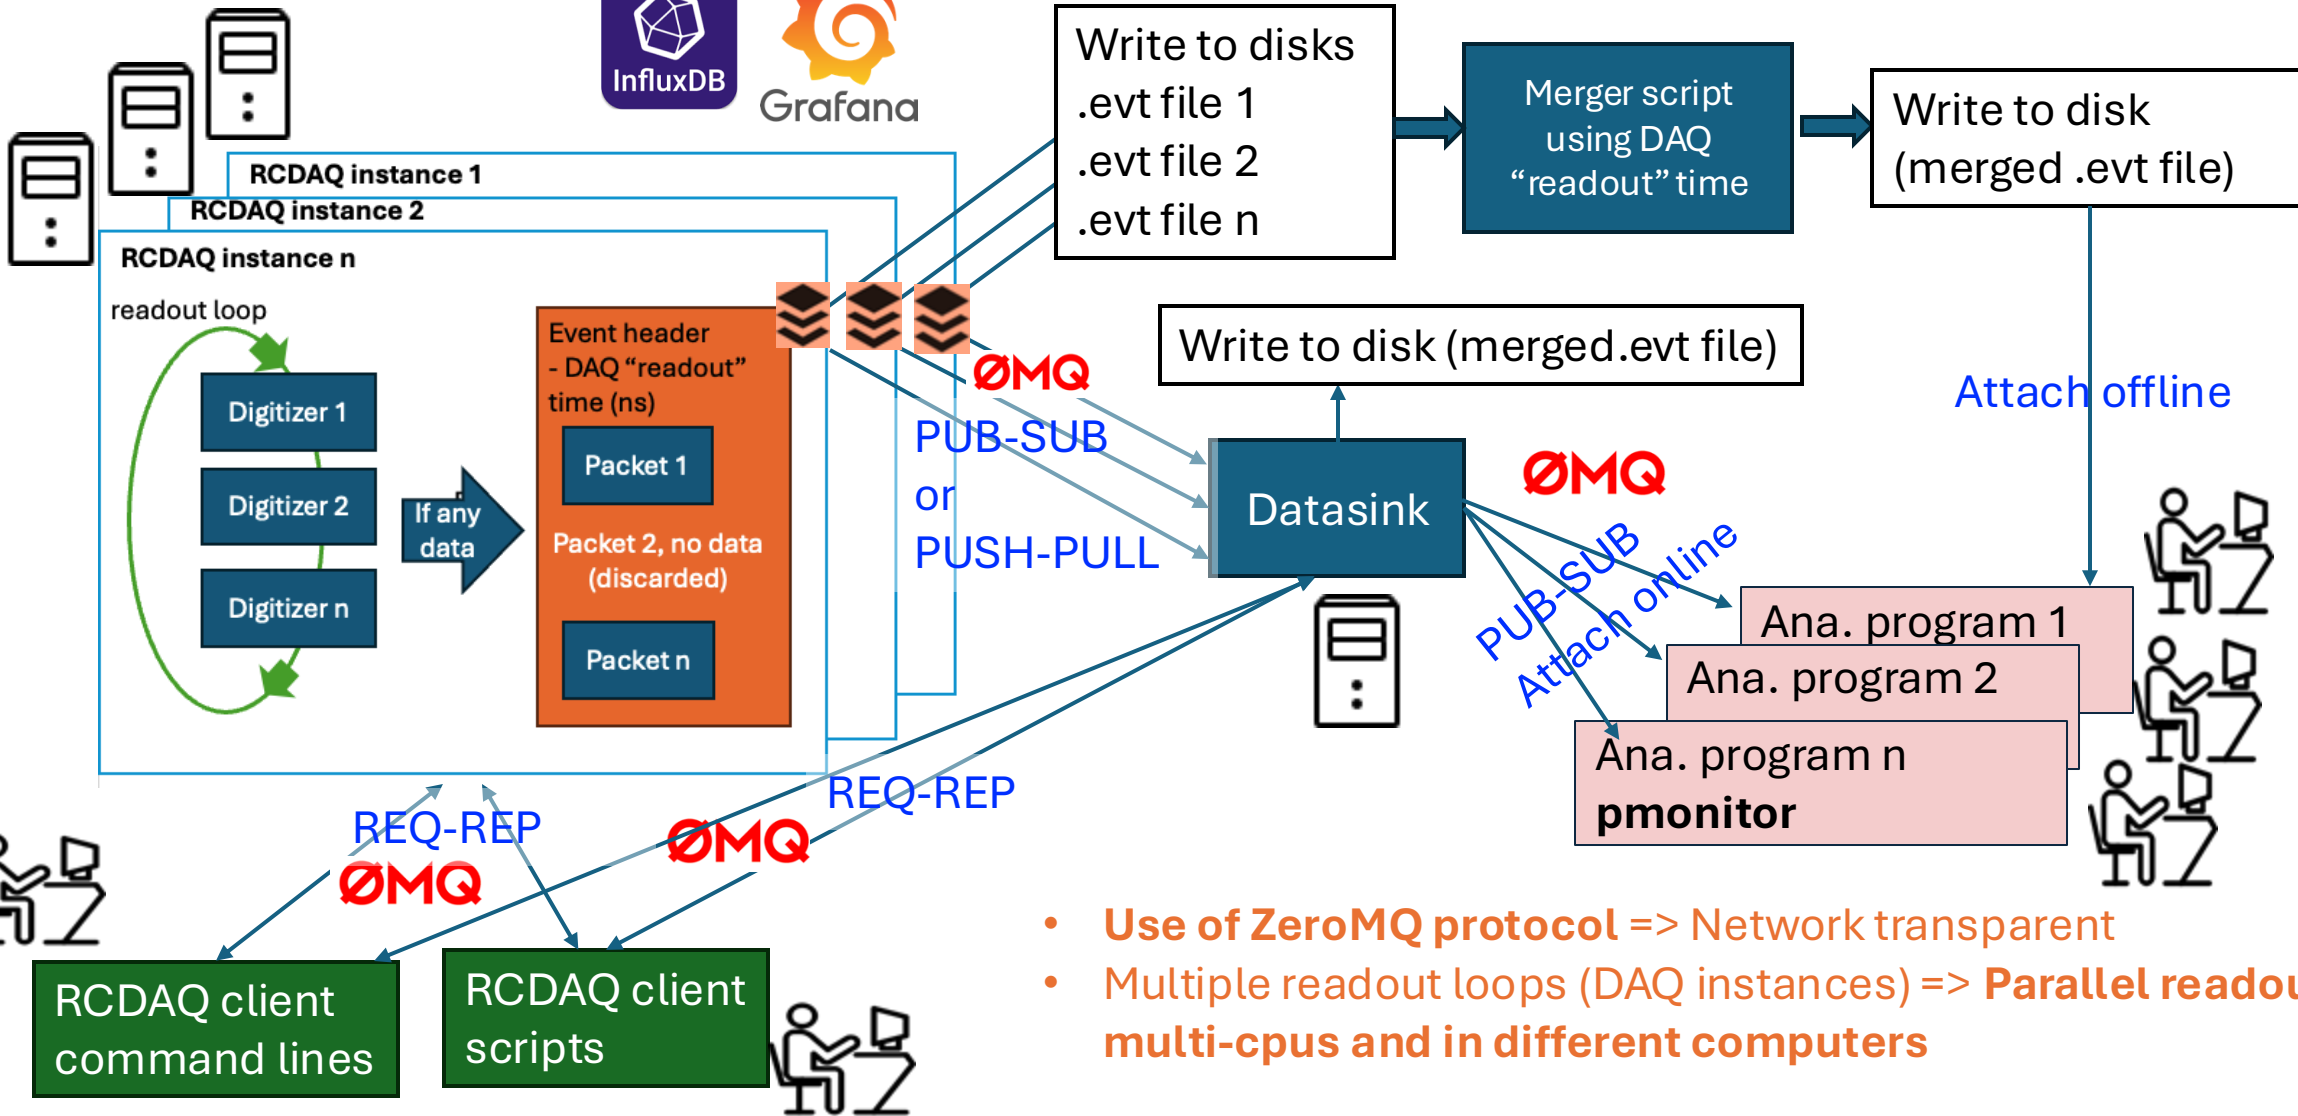 InfluxDB
Grafana
Write to disks
.evt file 1
.evt file 2
.evt file n
Merger script
using DAQ
“readout” time
Write to disk
(merged .evt file)
RCDAQ instance 1
RCDAQ instance 2
RCDAQ instance n
readout loop
Digitizer 1
Digitizer 2
Digitizer n
If any
data
Event header
- DAQ “readout”
time (ns)
Packet 1
Packet 2, no data
(discarded)
Packet n
ØMQ
PUB-SUB
or
PUSH-PULL
Write to disk (merged.evt file)
Datasink
ØMQ
PUB-SUB
Attach online
Attach offline
Ana. program 1
Ana. program 2
Ana. program n
pmonitor
REQ-REP
ØMQ
REQ-REP
ØMQ
RCDAQ client
command lines
RCDAQ client
scripts
• Use of ZeroMQ protocol => Network transparent
• Multiple readout loops (DAQ instances) => Parallel readou
multi-cpus and in different computers